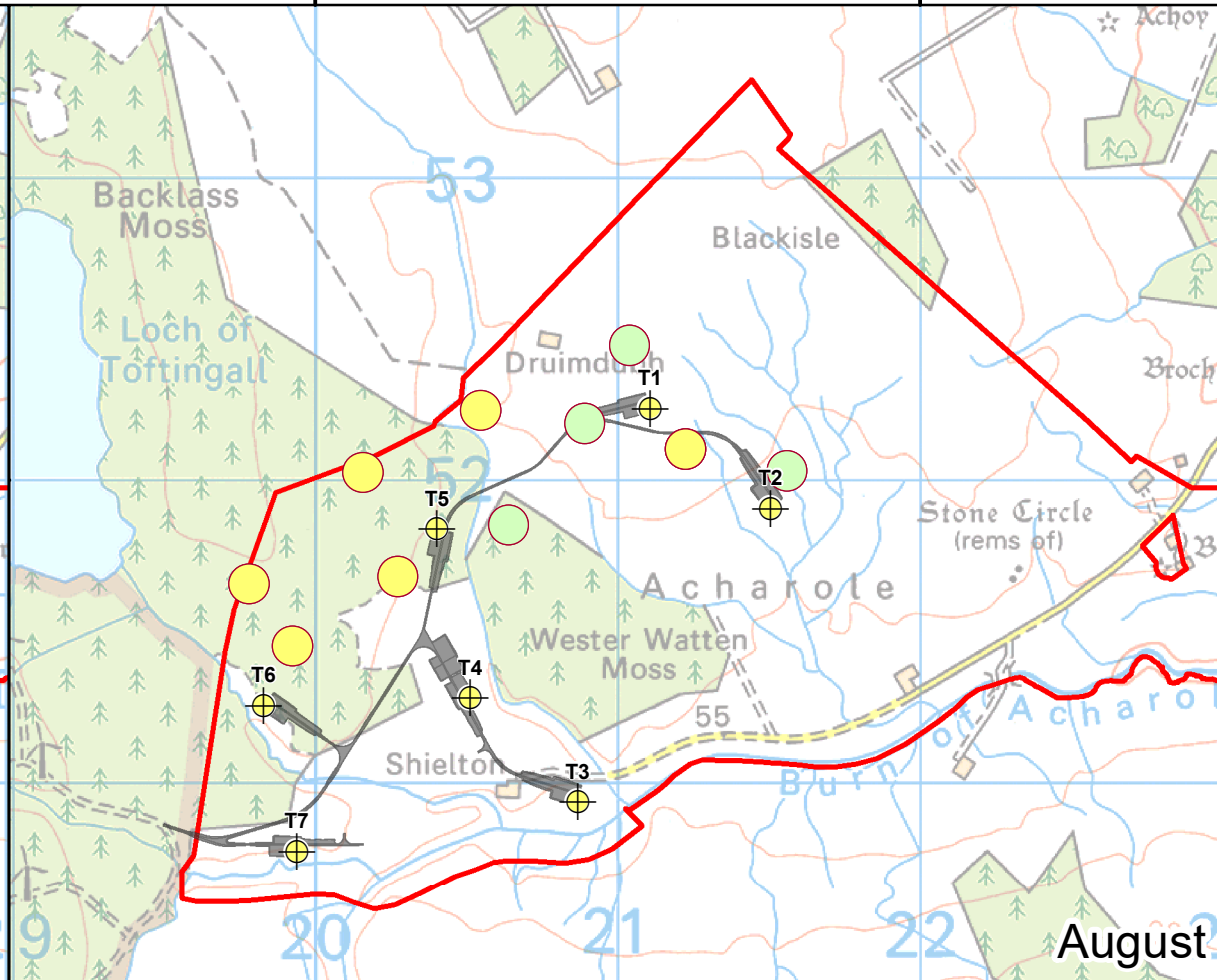 Achoy
53
Backlass
Moss
Blackisle
Loch of
Toftingall
Druimdubh
T1
Broch
52
T2
T5
Stone Circle
(rems of)
Acharole
Wester Watten
Moss
T6
T4
55
of Acharol
Shielton
T3
Burn
T7
19
20
21
22
August